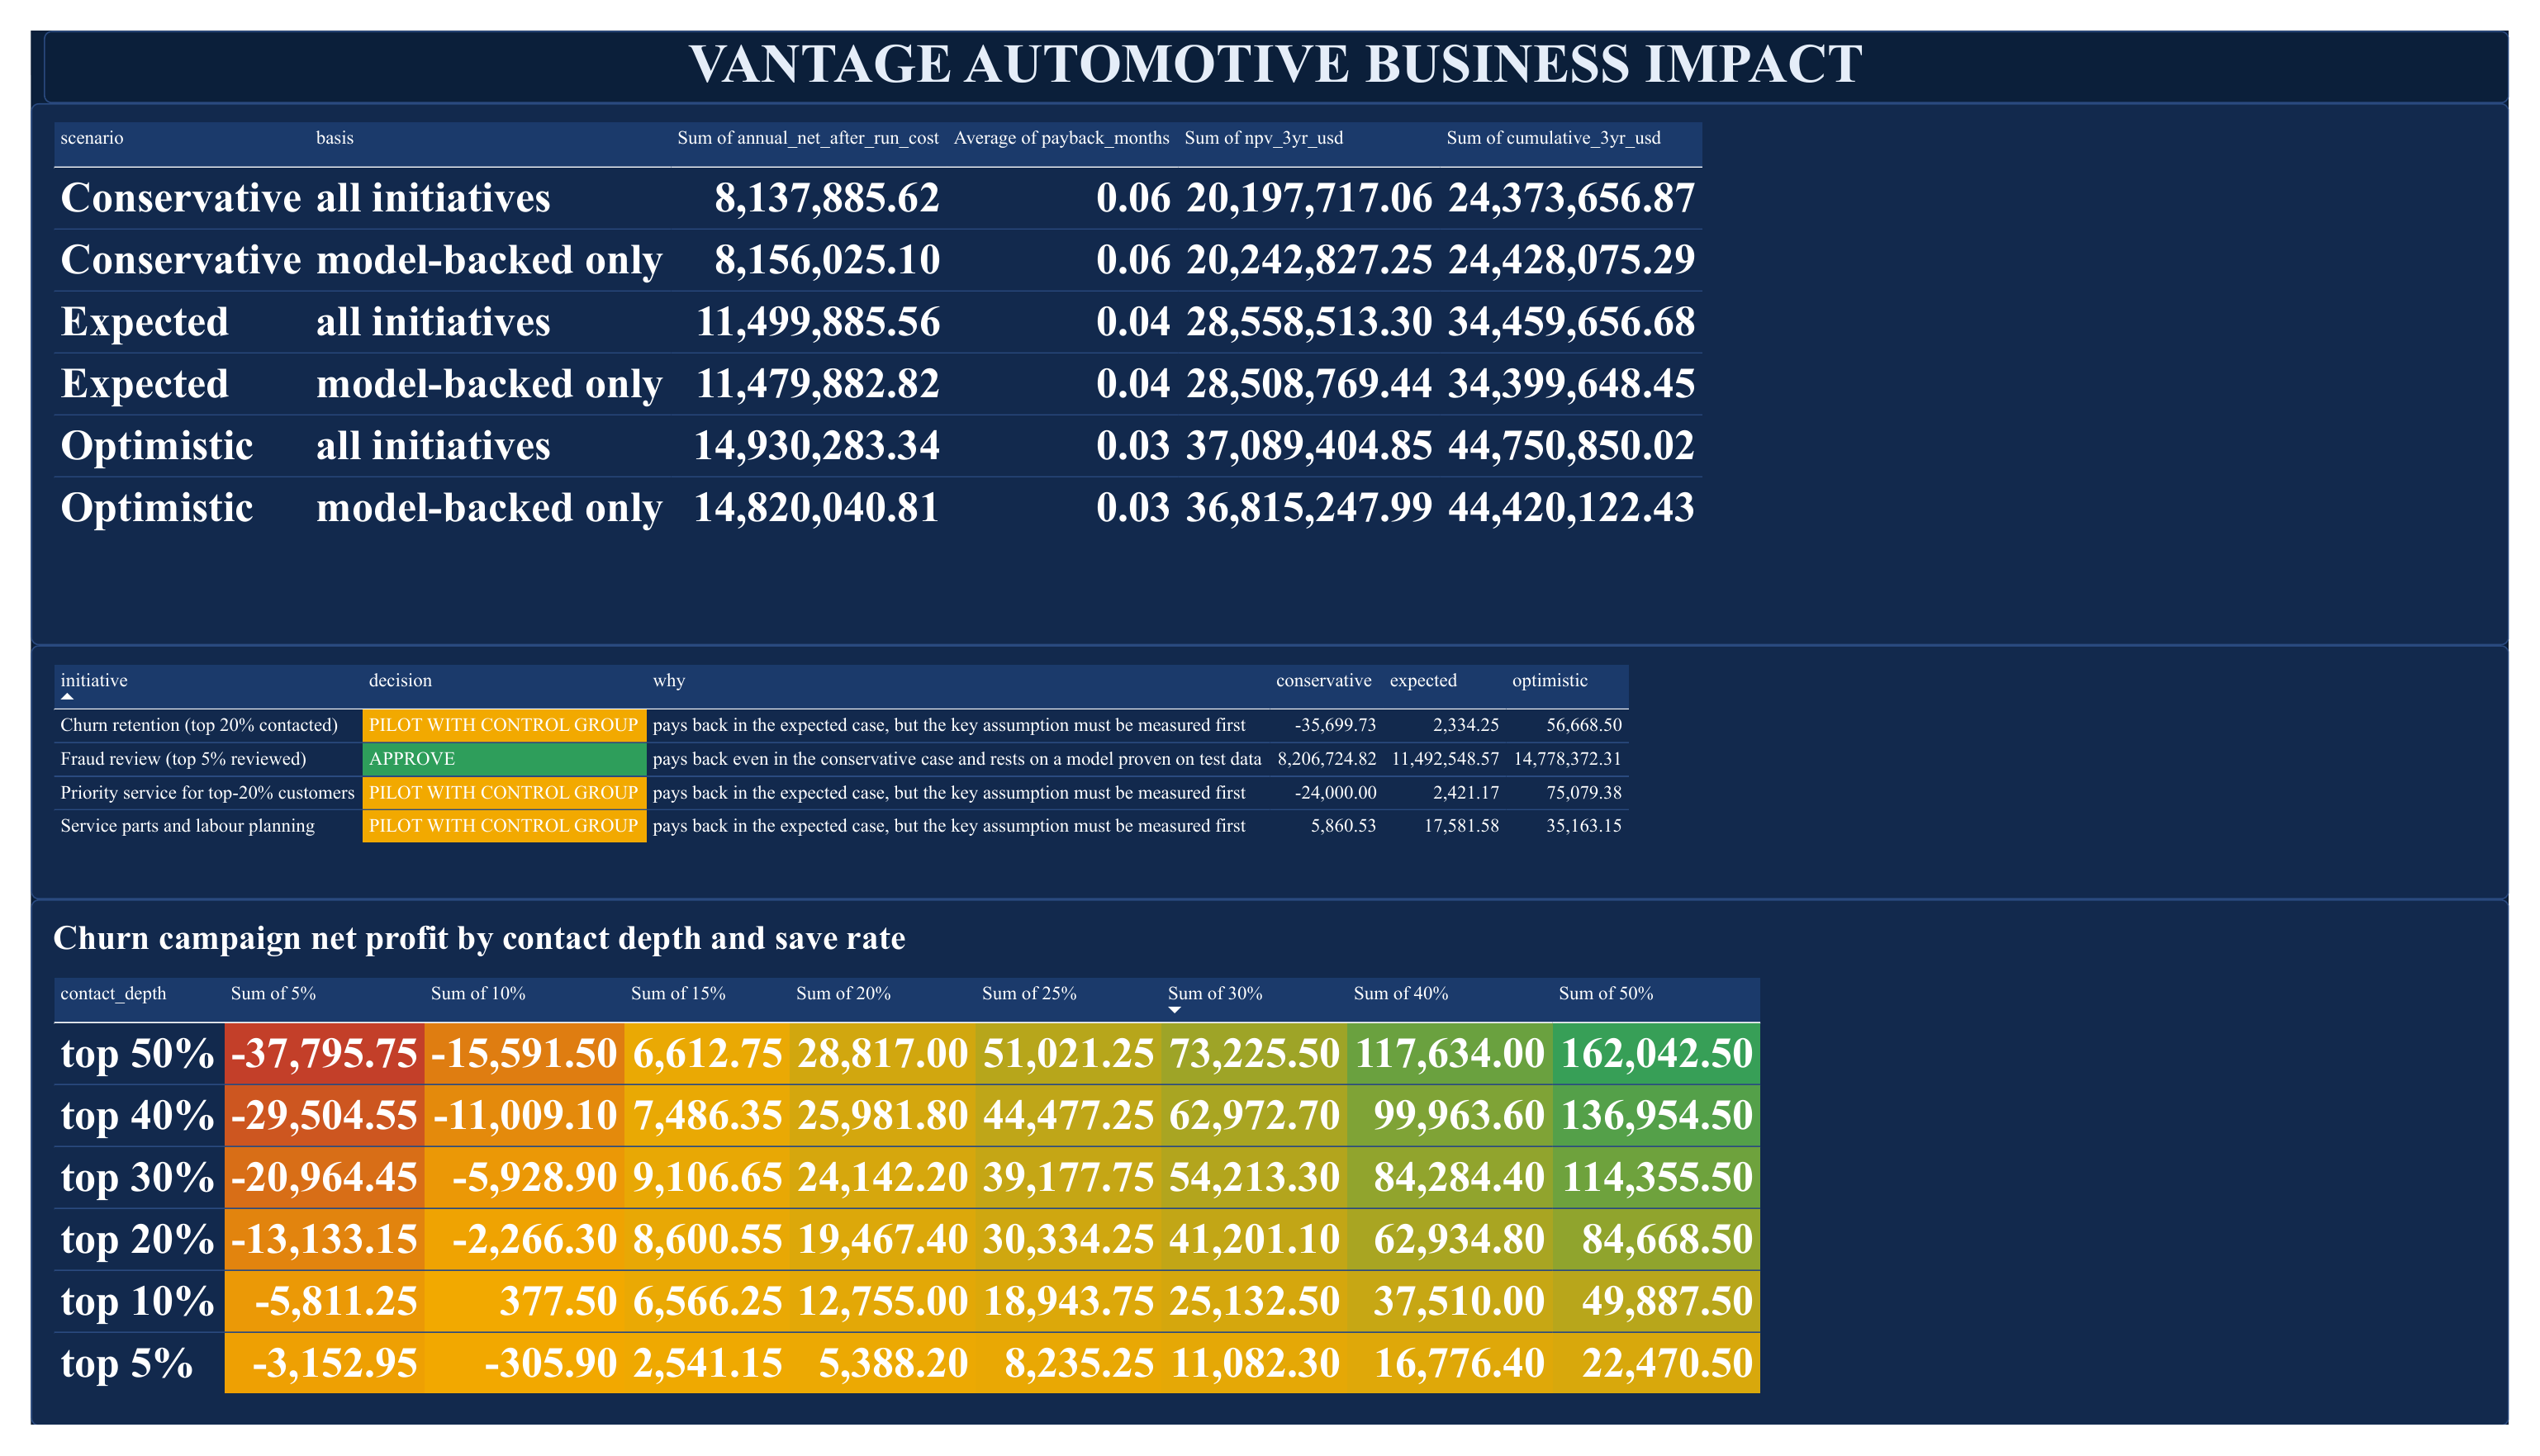 VANTAGE AUTOMOTIVE BUSINESS IMPACT
scenario basis Sum of annual_net_after_run_cost Average of payback_months Sum of npv_3yr_usd Sum of cumulative_3yr_usd
Conservative all initiatives 8,137,885.62 0.06 20,197,717.06 24,373,656.87
Conservative model-backed only 8,156,025.10 0.06 20,242,827.25 24,428,075.29
Expected all initiatives 11,499,885.56 0.04 28,558,513.30 34,459,656.68
Expected model-backed only 11,479,882.82 0.04 28,508,769.44 34,399,648.45
Optimistic all initiatives 14,930,283.34 0.03 37,089,404.85 44,750,850.02
Optimistic model-backed only 14,820,040.81 0.03 36,815,247.99 44,420,122.43
initiative decision why conservative expected optimistic
Churn retention (top 20% contacted) PILOT WITH CONTROL GROUP pays back in the expected case, but the key assumption must be measured first -35,699.73 2,334.25 56,668.50
Fraud review (top 5% reviewed) APPROVE pays back even in the conservative case and rests on a model proven on test data 8,206,724.82 11,492,548.57 14,778,372.31
Priority service for top-20% customers PILOT WITH CONTROL GROUP pays back in the expected case, but the key assumption must be measured first -24,000.00 2,421.17 75,079.38
Service parts and labour planning PILOT WITH CONTROL GROUP pays back in the expected case, but the key assumption must be measured first 5,860.53 17,581.58 35,163.15
Churn campaign net profit by contact depth and save rate
contact_depth Sum of 5% Sum of 10% Sum of 15% Sum of 20% Sum of 25% Sum of 30% Sum of 40% Sum of 50%
top 50% -37,795.75 -15,591.50 6,612.75 28,817.00 51,021.25 73,225.50 117,634.00 162,042.50
top 40% -29,504.55 -11,009.10 7,486.35 25,981.80 44,477.25 62,972.70 99,963.60 136,954.50
top 30% -20,964.45 -5,928.90 9,106.65 24,142.20 39,177.75 54,213.30 84,284.40 114,355.50
top 20% -13,133.15 -2,266.30 8,600.55 19,467.40 30,334.25 41,201.10 62,934.80 84,668.50
top 10% -5,811.25 377.50 6,566.25 12,755.00 18,943.75 25,132.50 37,510.00 49,887.50
top 5% -3,152.95 -305.90 2,541.15 5,388.20 8,235.25 11,082.30 16,776.40 22,470.50